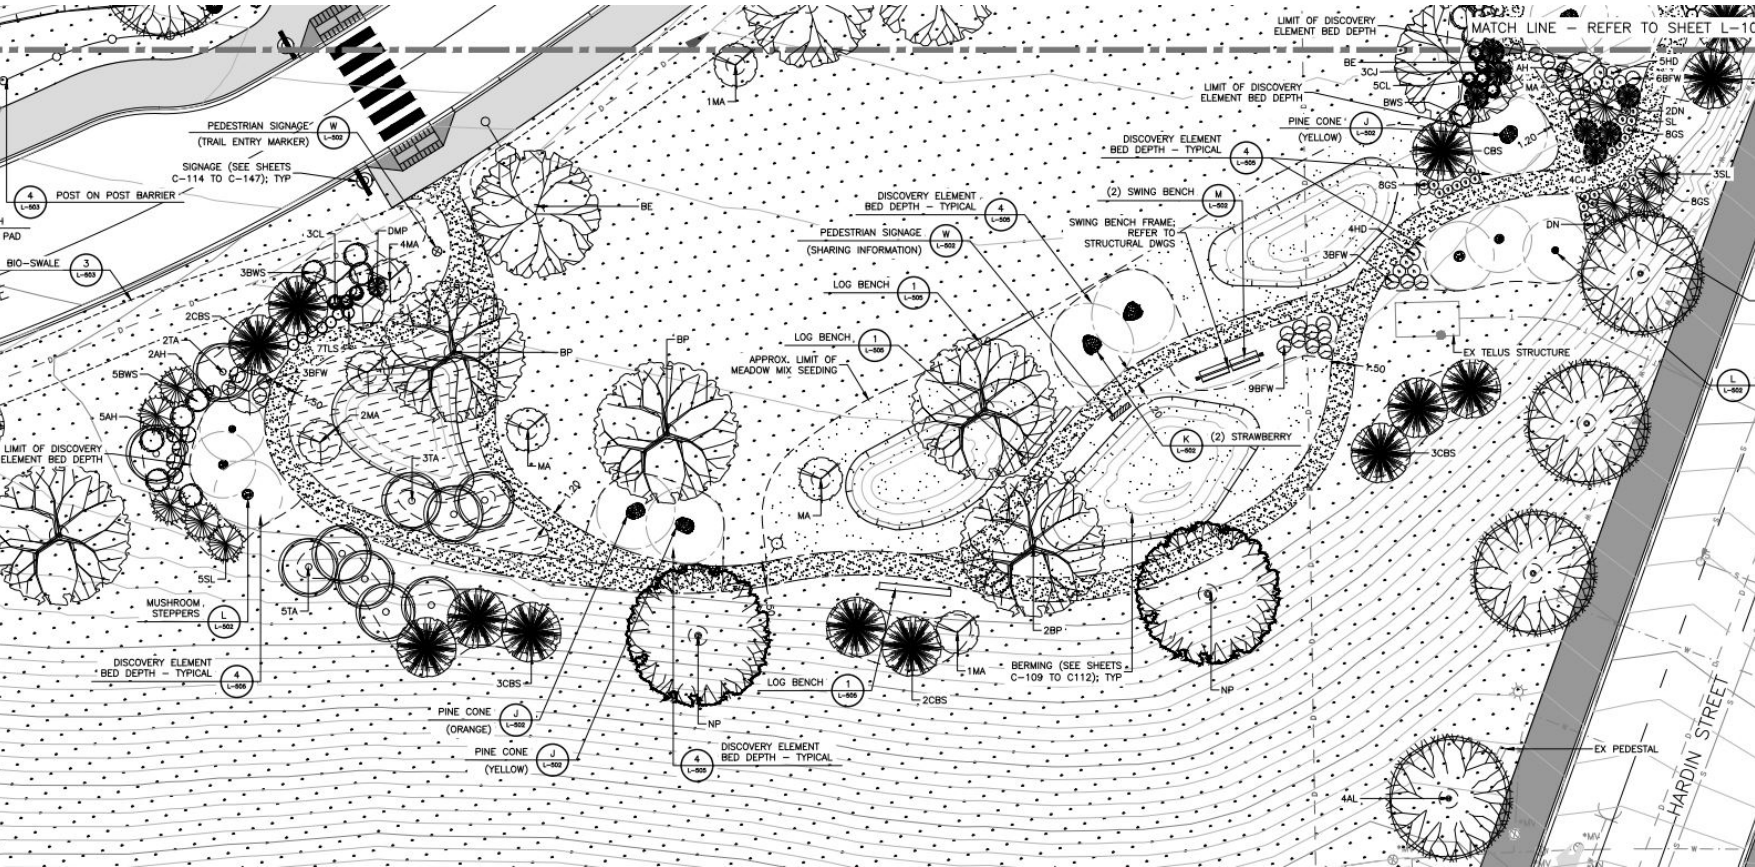 LIMIT OF DISCOVERY
ELEMENT BED DEPTH
MATCH LINE – REFER TO SHEET L-10
BE
3CJ
5CL
BWS
AH
MA
5HD
6BFW
2DN
SL
8GS
LIMIT OF DISCOVERY
ELEMENT BED DEPTH
PINE CONE
(YELLOW)
J
L-502
1.20
CBS
DISCOVERY ELEMENT
BED DEPTH – TYPICAL
4
L-505
1MA
PEDESTRIAN SIGNAGE
(TRAIL ENTRY MARKER)
W
L-502
SIGNAGE (SEE SHEETS
C-114 TO C-147); TYP
4
L-503
POST ON POST BARRIER
H
PAD
BIO-SWALE
3
L-503
E
BE
3CL
DMP
4MA
3BWS
2CBS
2TA
2AH
5BWS
5AH
7TLS
3BFW
1.50
BP
BP
2MA
3TA
MA
LIMIT OF DISCOVERY
ELEMENT BED DEPTH
1.20
5SL
5TA
MUSHROOM
STEPPERS
L
L-502
DISCOVERY ELEMENT
BED DEPTH – TYPICAL
4
L-505
DISCOVERY ELEMENT
BED DEPTH – TYPICAL
4
L-505
PEDESTRIAN SIGNAGE
(SHARING INFORMATION)
W
L-502
LOG BENCH
1
L-505
LOG BENCH
1
L-505
APPROX. LIMIT OF
MEADOW MIX SEEDING
(2) SWING BENCH
M
L-502
SWING BENCH FRAME;
REFER TO
STRUCTURAL DWGS
8GS
4HD
3BFW
4CJ
3SL
8GS
DN
EX TELUS STRUCTURE
1.50
9BFW
K
L-502
(2) STRAWBERRY
L
L-502
3CBS
MA
3CBS
PINE CONE
(ORANGE)
J
L-502
PINE CONE
(YELLOW)
J
L-502
NP
DISCOVERY ELEMENT
BED DEPTH – TYPICAL
4
L-505
LOG BENCH
1
L-505
2CBS
1MA
2BP
BERMING (SEE SHEETS
C-109 TO C112); TYP
NP
4AL
EX PEDESTAL
HARDIN STREET